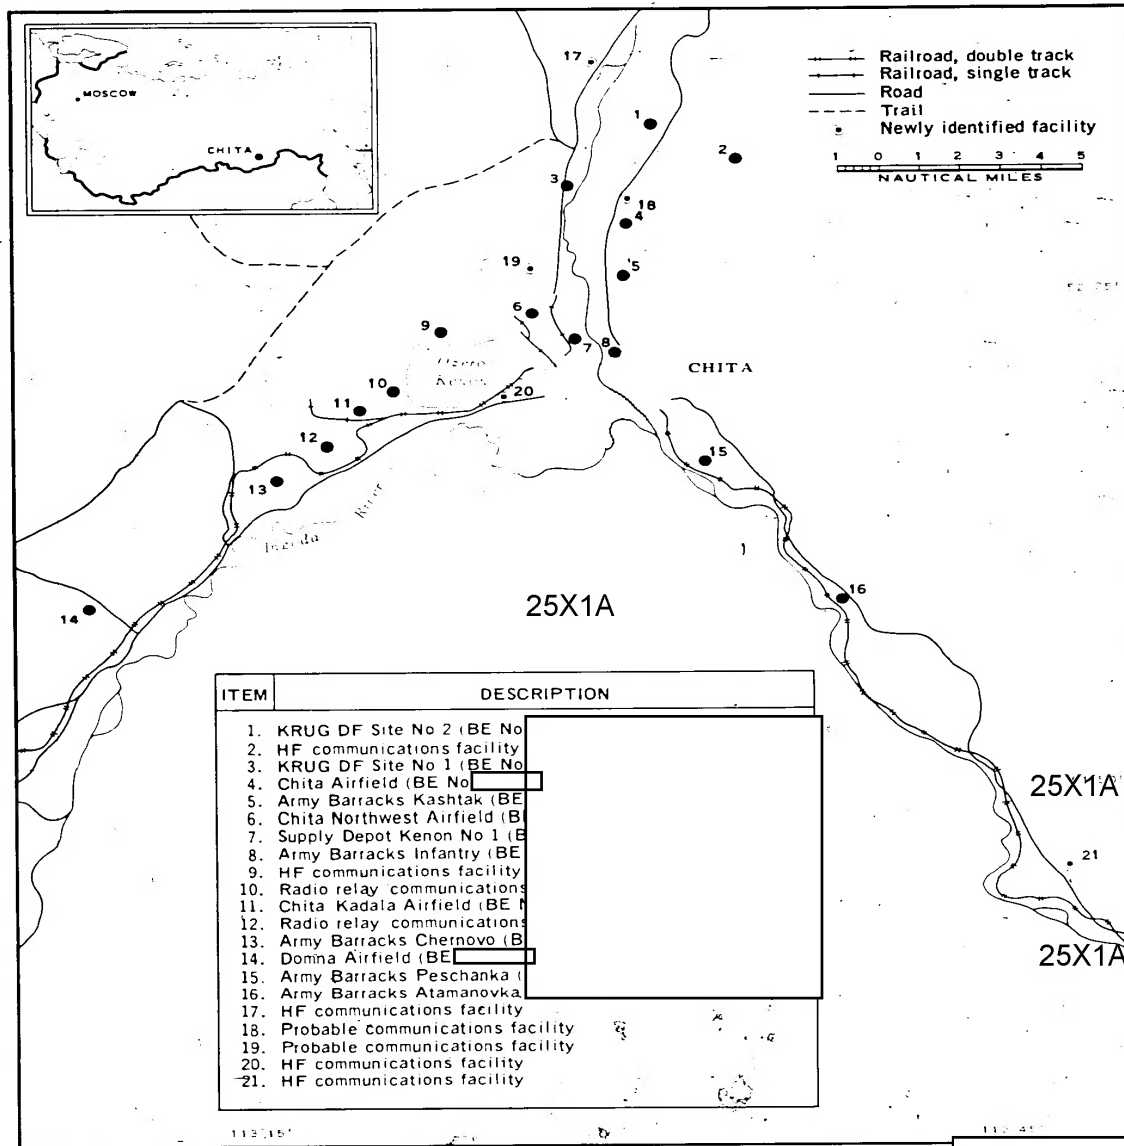 MOSCOW
CHITA
Railroad, double track
Railroad, single track
Road
Trail
Newly identified facility
1 0 1 2 3 4 5
NAUTICAL MILES
17
1
2
3
18
4
5
19
6
9
7
8
CHITA
Ozero
Kenon
10
20
11
12
15
13
River
Ingoda
14
16
25X1A
ITEM DESCRIPTION
1. KRUG DF Site No 2 (BE No
2. HF communications facility
3. KRUG DF Site No 1 (BE No
4. Chita Airfield (BE No
5. Army Barracks Kashtak (BE
6. Chita Northwest Airfield (
7. Supply Depot Kenon No 1 (
8. Army Barracks Infantry (BE
9. HF communications facility
10. Radio relay communications
11. Chita Kadala Airfield (BE
12. Radio relay communications
13. Army Barracks Chernovo (
14. Domna Airfield (BE
15. Army Barracks Peschanka (
16. Army Barracks Atamanovka
17. HF communications facility
18. Probable communications facility
19. Probable communications facility
20. HF communications facility
21. HF communications facility
25X1A
21
25X1A
113°15'